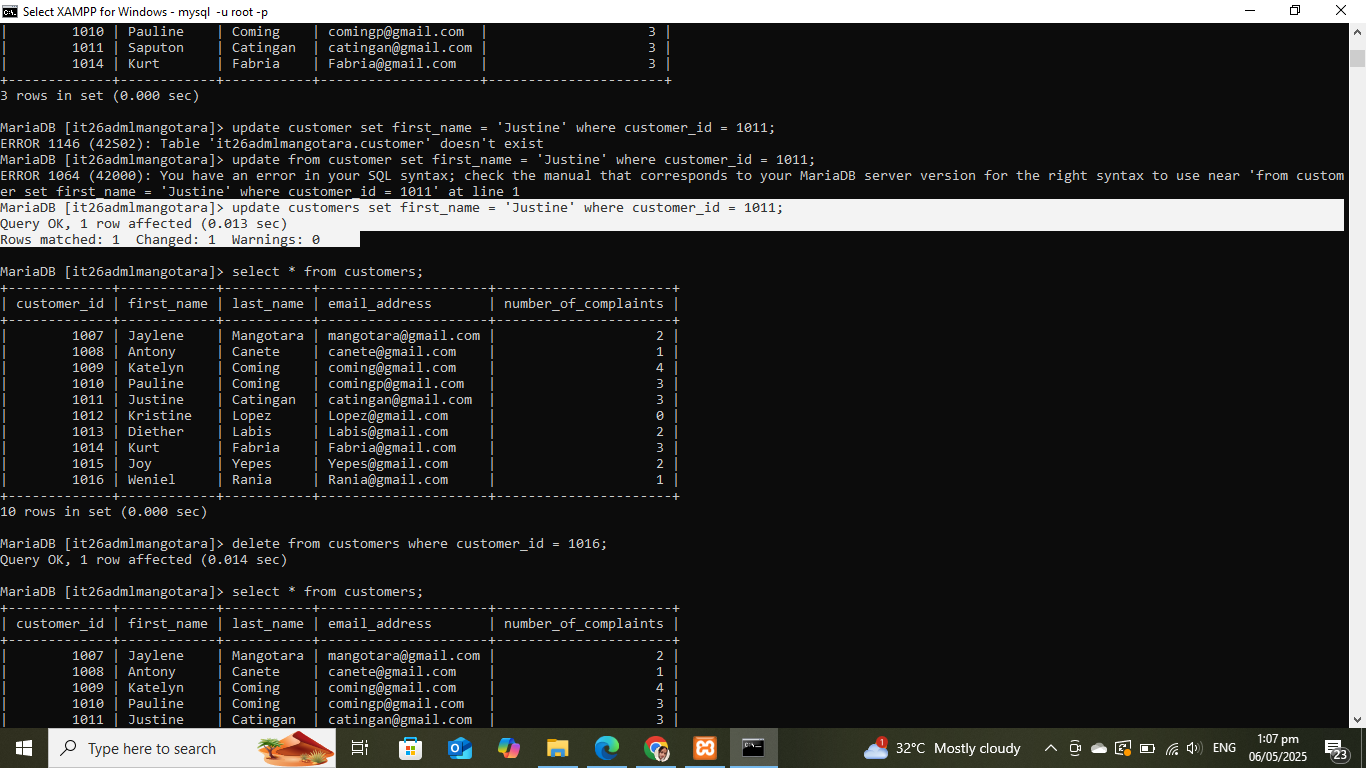 Select XAMPP for Windows - mysql -u root -p
|        1010 | Pauline    | Coming    | comingp@gmail.com  |                    3 |
|        1011 | Saputon    | Catingan  | catingan@gmail.com |                    3 |
|        1014 | Kurt       | Fabria    | Fabria@gmail.com   |                    3 |
+-------------+------------+-----------+--------------------+----------------------+
3 rows in set (0.000 sec)
MariaDB [it26admlmangotara]> update customer set first_name = 'Justine' where customer_id = 1011;
ERROR 1146 (42S02): Table 'it26admlmangotara.customer' doesn't exist
MariaDB [it26admlmangotara]> update from customer set first_name = 'Justine' where customer_id = 1011;
ERROR 1064 (42000): You have an error in your SQL syntax; check the manual that corresponds to your MariaDB server version for the right syntax to use near 'from custom
er set first_name = 'Justine' where customer_id = 1011' at line 1
MariaDB [it26admlmangotara]> update customers set first_name = 'Justine' where customer_id = 1011;
Query OK, 1 row affected (0.013 sec)
Rows matched: 1  Changed: 1  Warnings: 0
MariaDB [it26admlmangotara]> select * from customers;
+-------------+------------+-----------+---------------------+----------------------+
| customer_id | first_name | last_name | email_address       | number_of_complaints |
+-------------+------------+-----------+---------------------+----------------------+
|        1007 | Jaylene    | Mangotara | mangotara@gmail.com |                    2 |
|        1008 | Antony     | Canete    | canete@gmail.com    |                    1 |
|        1009 | Katelyn    | Coming    | coming@gmail.com    |                    4 |
|        1010 | Pauline    | Coming    | comingp@gmail.com   |                    3 |
|        1011 | Justine    | Catingan  | catingan@gmail.com  |                    3 |
|        1012 | Kristine   | Lopez     | Lopez@gmail.com     |                    0 |
|        1013 | Diether    | Labis     | Labis@gmail.com     |                    2 |
|        1014 | Kurt       | Fabria    | Fabria@gmail.com    |                    3 |
|        1015 | Joy        | Yepes     | Yepes@gmail.com     |                    2 |
|        1016 | Weniel     | Rania     | Rania@gmail.com     |                    1 |
+-------------+------------+-----------+---------------------+----------------------+
10 rows in set (0.000 sec)
MariaDB [it26admlmangotara]> delete from customers where customer_id = 1016;
Query OK, 1 row affected (0.014 sec)
MariaDB [it26admlmangotara]> select * from customers;
+-------------+------------+-----------+---------------------+----------------------+
| customer_id | first_name | last_name | email_address       | number_of_complaints |
+-------------+------------+-----------+---------------------+----------------------+
|        1007 | Jaylene    | Mangotara | mangotara@gmail.com |                    2 |
|        1008 | Antony     | Canete    | canete@gmail.com    |                    1 |
|        1009 | Katelyn    | Coming    | coming@gmail.com    |                    4 |
|        1010 | Pauline    | Coming    | comingp@gmail.com   |                    3 |
|        1011 | Justine    | Catingan  | catingan@gmail.com  |                    3 |
Type here to search
1
32°C Mostly cloudy
ENG
1:07 pm
06/05/2025
23